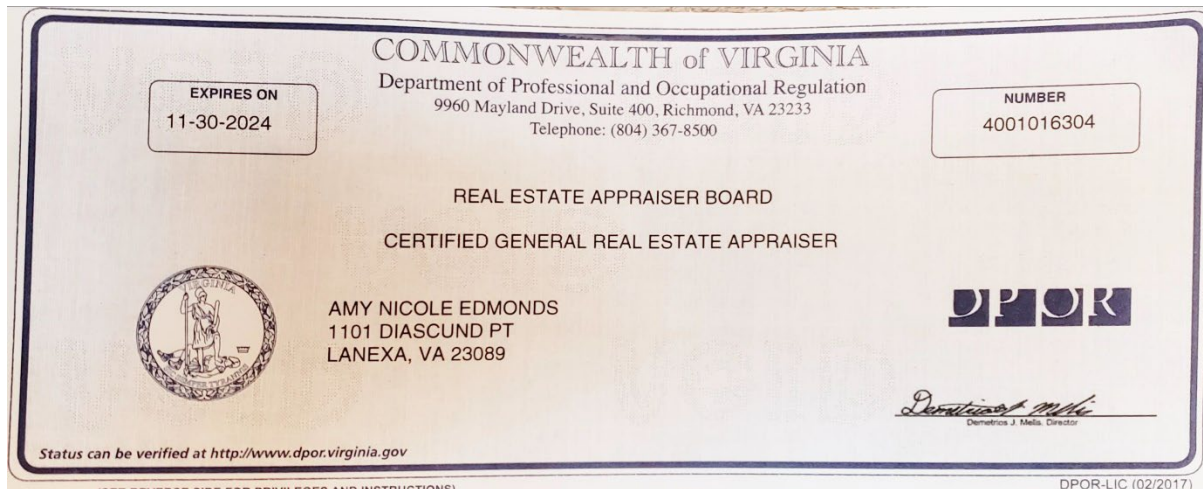 COMMONWEALTH of VIRGINIA
Department of Professional and Occupational Regulation
9960 Mayland Drive, Suite 400, Richmond, VA 23233
Telephone: (804) 367-8500
EXPIRES ON
11-30-2024
NUMBER
4001016304
REAL ESTATE APPRAISER BOARD
CERTIFIED GENERAL REAL ESTATE APPRAISER
VIRGINIA
AMY NICOLE EDMONDS
1101 DIASCUND PT
LANEXA, VA 23089
DPOR
Demetrios J. Melis, Director
Status can be verified at http://www.dpor.virginia.gov
DPOR-LIC (02/2017)